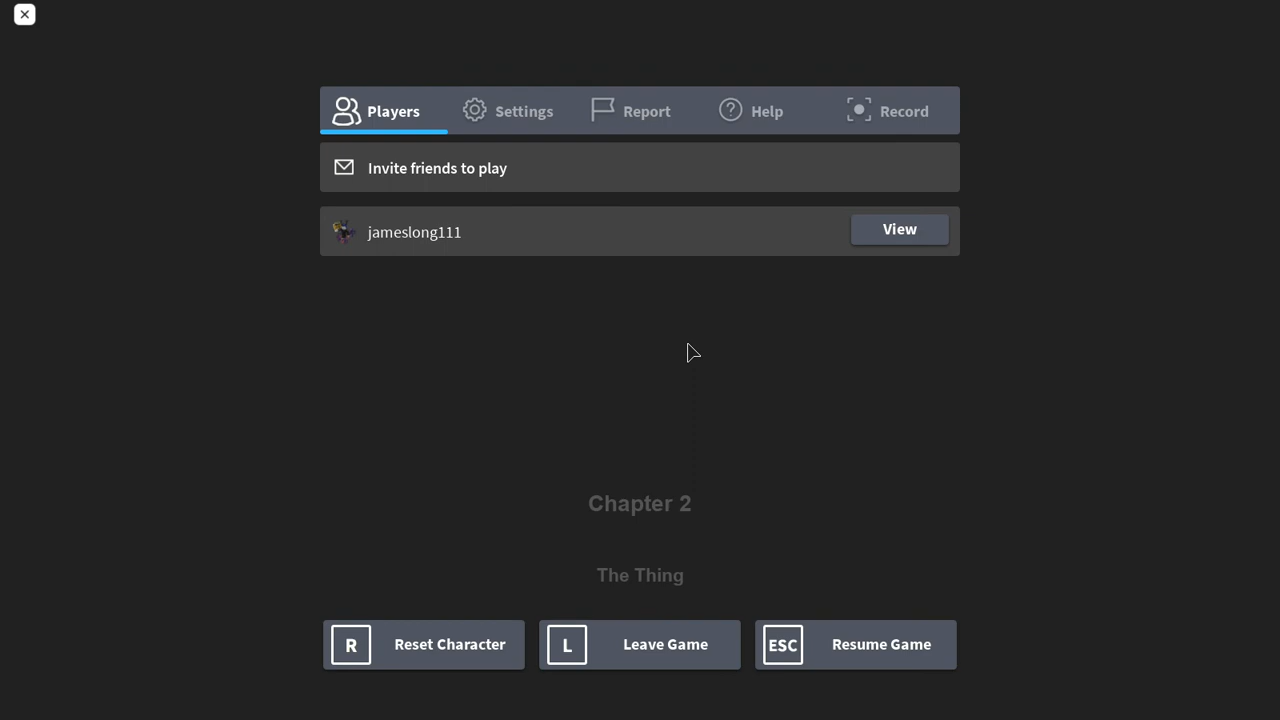 Players Settings Report Help Record
Invite friends to play
jameslong111 View
Chapter 2
The Thing
R Reset Character L Leave Game ESC Resume Game